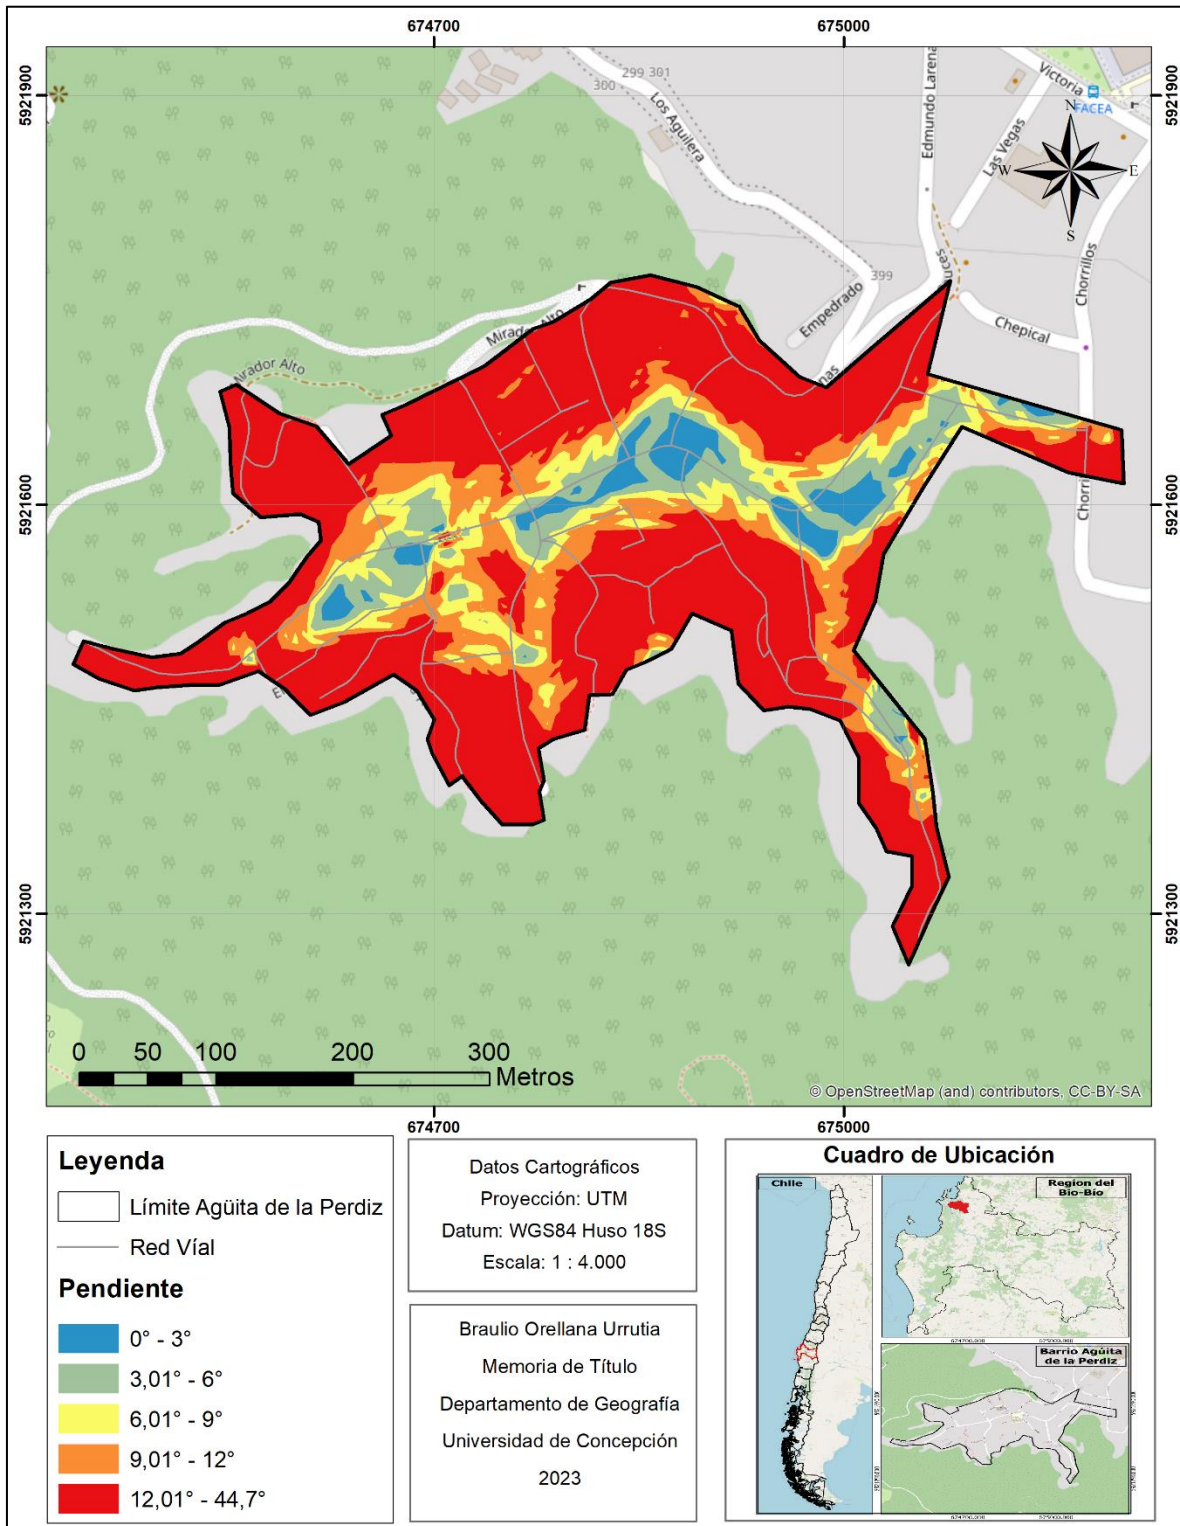 674700
675000
5921900
5921900
299 301
300
Los Aguilera
Edmundo Larena
Las Vegas
Victoria
FACEA
N
W
E
S
Chorrillos
399
Empedrado
Chepical
Mirador Alto
Mirador Alto
5921600
5921600
5921300
5921300
0 50 100 200 300
Metros
© OpenStreetMap (and) contributors, CC-BY-SA
674700
675000
Leyenda
Límite Agüita de la Perdiz
Red Víal
Pendiente
0° - 3°
3,01° - 6°
6,01° - 9°
9,01° - 12°
12,01° - 44,7°
Datos Cartográficos
Proyección: UTM
Datum: WGS84 Huso 18S
Escala: 1 : 4.000
Braulio Orellana Urrutia
Memoria de Título
Departamento de Geografía
Universidad de Concepción
2023
Cuadro de Ubicación
Chile
Region del
Bio-Bio
Barrio Agüita
de la Perdiz